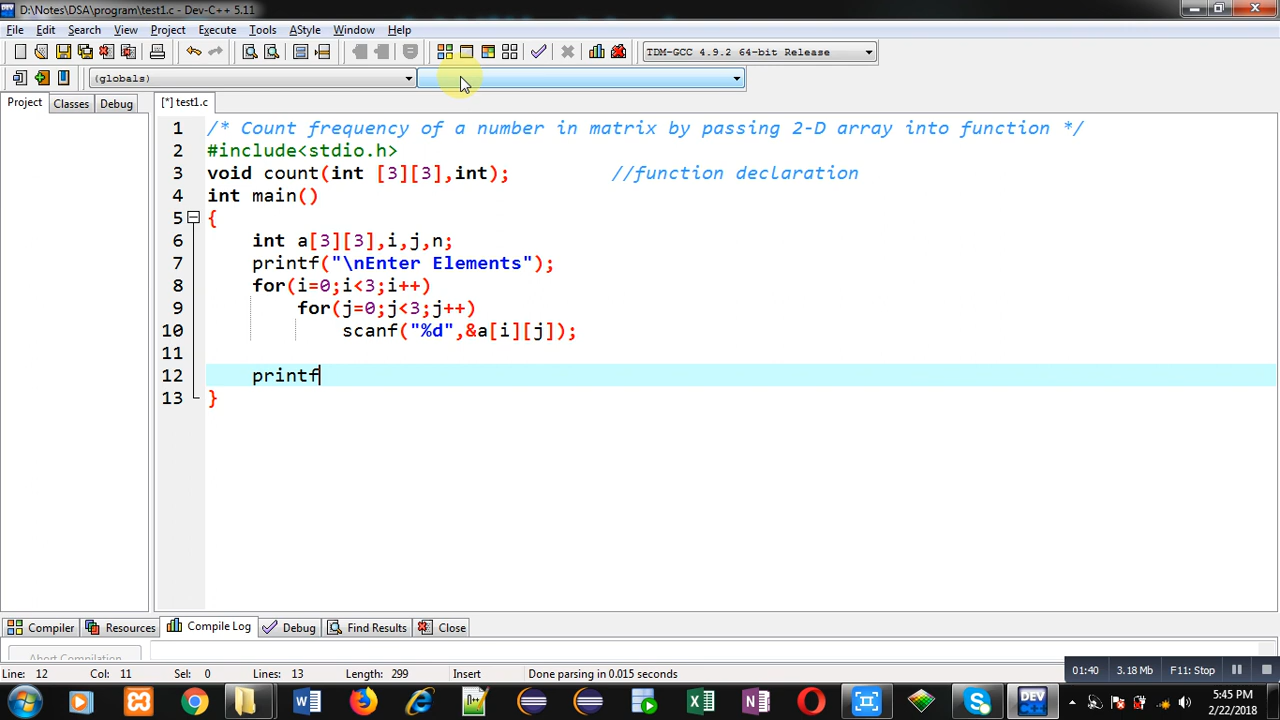 D:\Notes\DSA\program\test1.c - Dev-C++ 5.11
File Edit Search View Project Execute Tools AStyle Window Help
TDM-GCC 4.9.2 64-bit Release
(globals)
Project Classes Debug [*] test1.c
1 /* Count frequency of a number in matrix by passing 2-D array into function */
2 #include<stdio.h>
3 void count(int [3][3],int); //function declaration
4 int main()
5 {
6 int a[3][3],i,j,n;
7 printf("\nEnter Elements");
8 for(i=0;i<3;i++)
9 for(j=0;j<3;j++)
10 scanf("%d",&a[i][j]);
11
12 printf
13 }
Compiler Resources Compile Log Debug Find Results Close
Abort Compilation
Line: 12 Col: 11 Sel: 0 Lines: 13 Length: 299 Insert Done parsing in 0.015 seconds
01:40 3.18 Mb F11: Stop
DEV
5:45 PM
2/22/2018